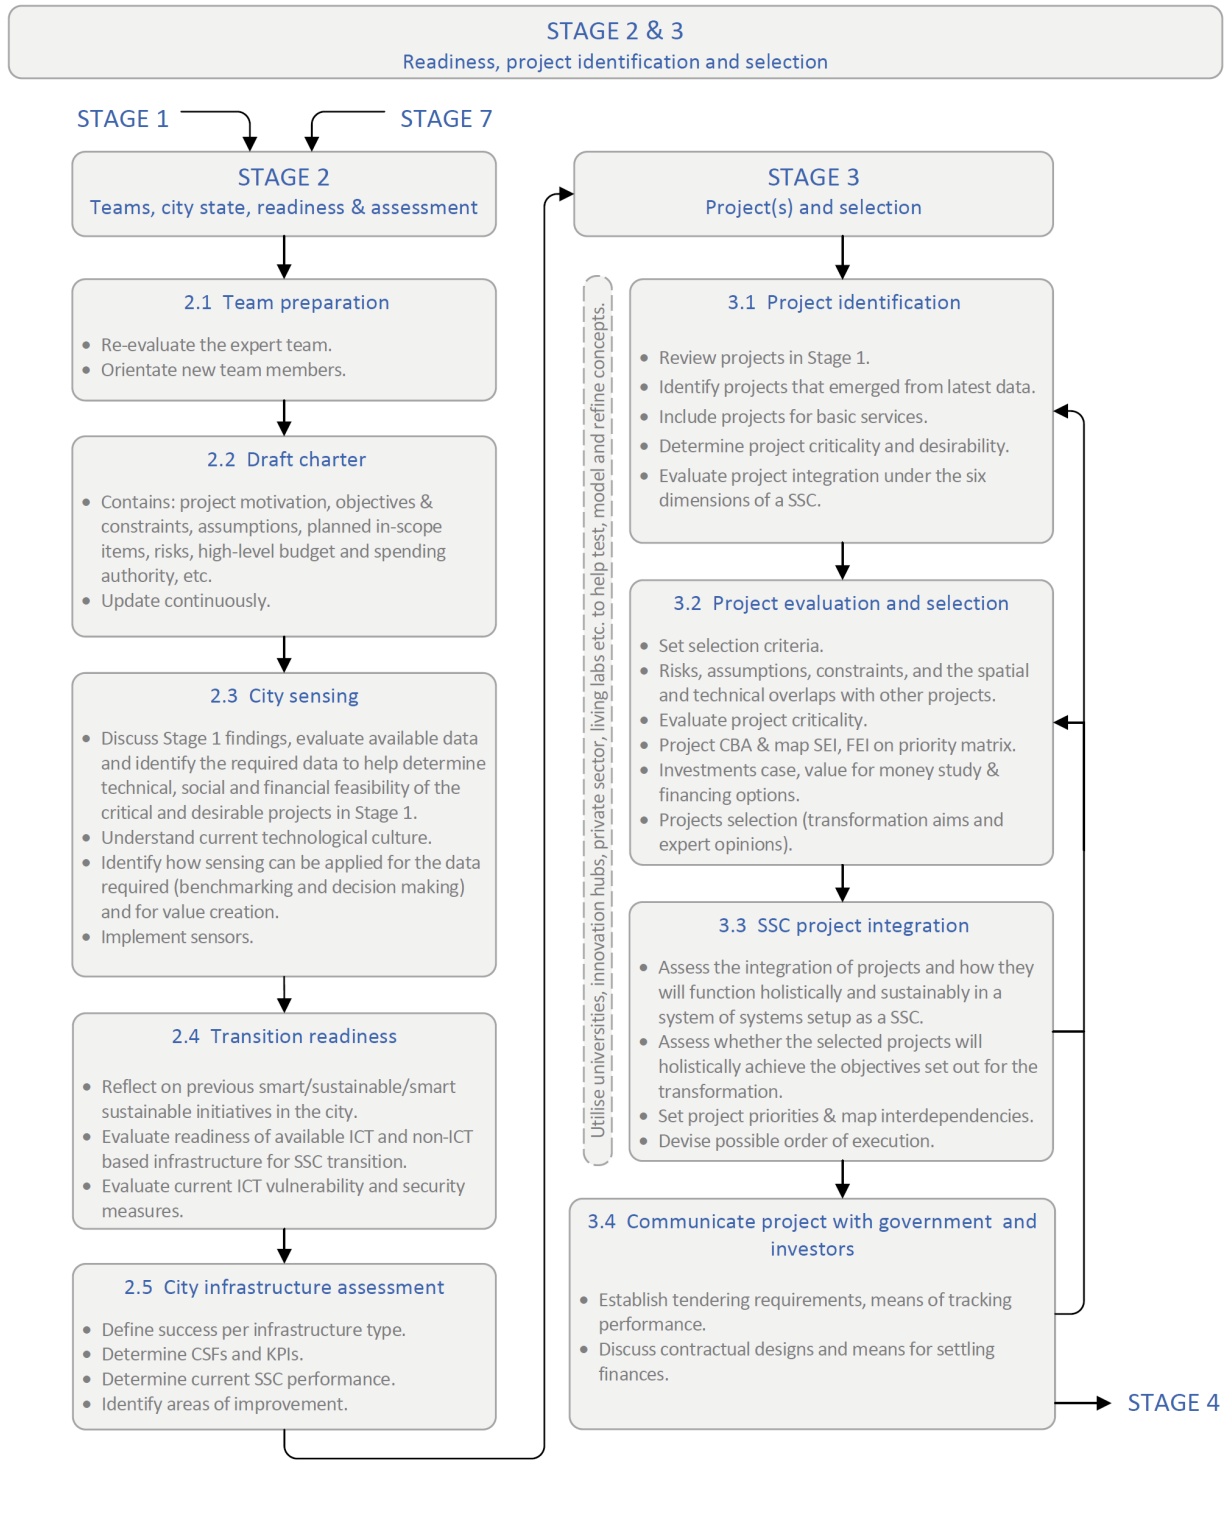 STAGE 2 & 3
Readiness, project identification and selection
STAGE 1
STAGE 7
STAGE 2
Teams, city state, readiness & assessment
2.1 Team preparation
• Re-evaluate the expert team.
• Orientate new team members.
2.2 Draft charter
• Contains: project motivation, objectives &
constraints, assumptions, planned in-scope
items, risks, high-level budget and spending
authority, etc.
• Update continuously.
2.3 City sensing
• Discuss Stage 1 findings, evaluate available data
and identify the required data to help determine
technical, social and financial feasibility of the
critical and desirable projects in Stage 1.
• Understand current technological culture.
• Identify how sensing can be applied for the data
required (benchmarking and decision making)
and for value creation.
• Implement sensors.
2.4 Transition readiness
• Reflect on previous smart/sustainable/smart
sustainable initiatives in the city.
• Evaluate readiness of available ICT and non-ICT
based infrastructure for SSC transition.
• Evaluate current ICT vulnerability and security
measures.
2.5 City infrastructure assessment
• Define success per infrastructure type.
• Determine CSFs and KPIs.
• Determine current SSC performance.
• Identify areas of improvement.
STAGE 3
Project(s) and selection
Utilise universities, innovation hubs, private sector, living labs etc. to help test, model and refine concepts.
3.1 Project identification
• Review projects in Stage 1.
• Identify projects that emerged from latest data.
• Include projects for basic services.
• Determine project criticality and desirability.
• Evaluate project integration under the six
dimensions of a SSC.
3.2 Project evaluation and selection
• Set selection criteria.
• Risks, assumptions, constraints, and the spatial
and technical overlaps with other projects.
• Evaluate project criticality.
• Project CBA & map SEI, FEI on priority matrix.
• Investments case, value for money study &
financing options.
• Projects selection (transformation aims and
expert opinions).
3.3 SSC project integration
• Assess the integration of projects and how they
will function holistically and sustainably in a
system of systems setup as a SSC.
• Assess whether the selected projects will
holistically achieve the objectives set out for the
transformation.
• Set project priorities & map interdependencies.
• Devise possible order of execution.
3.4 Communicate project with government and
investors
• Establish tendering requirements, means of tracking
performance.
• Discuss contractual designs and means for settling
finances.
STAGE 4